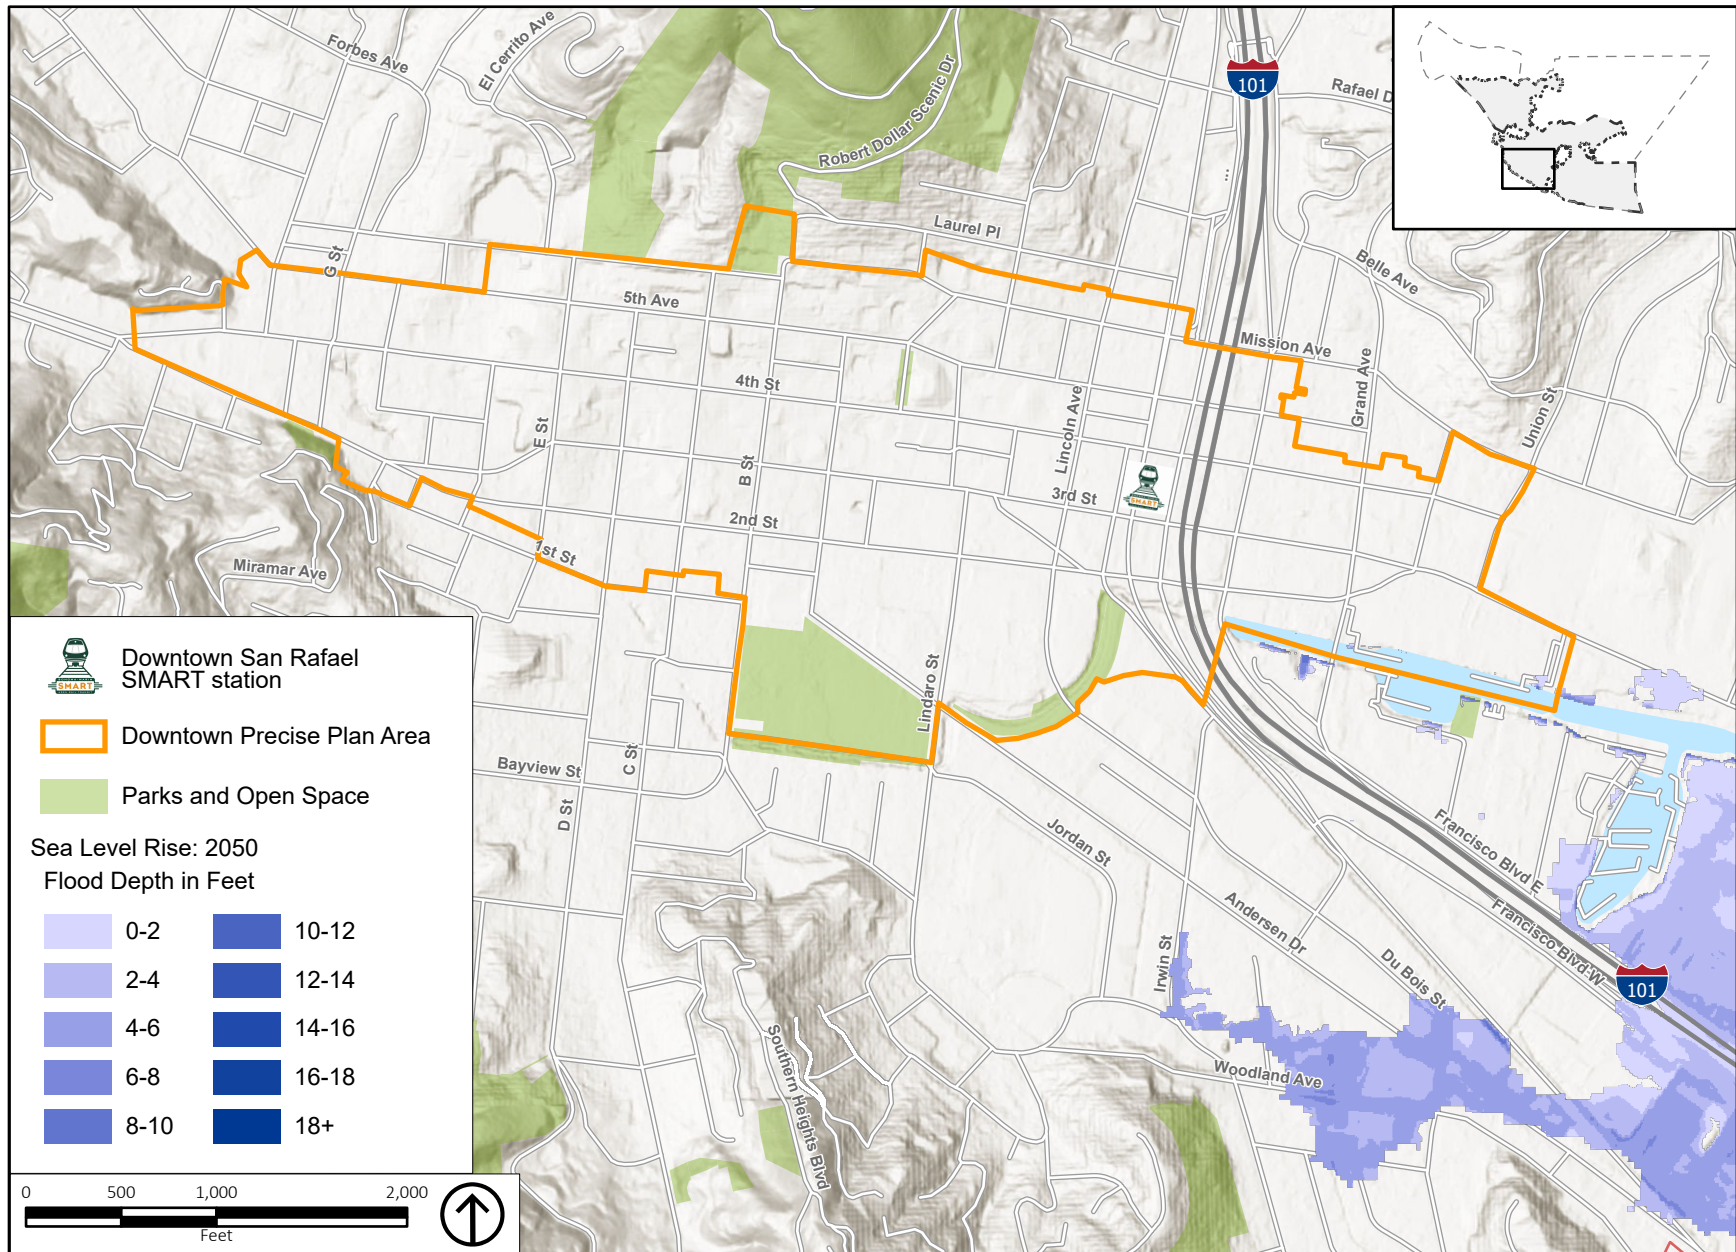 Forbes Ave
El Cerrito Ave
Robert Dollar Scenic Dr
101
Rafael D
Laurel Pl
G St
Belle Ave
5th Ave
Mission Ave
4th St
Grand Ave
Lincoln Ave
Union St
E St
B St
3rd St
SMART
2nd St
1st St
Miramar Ave
Lindaro St
Bayview St
C St
D St
Jordan St
Francisco Blvd E
Andersen Dr
Francisco Blvd W
Irwin St
Du Bois St
101
Woodland Ave
Southern Heights Blvd
SMART
Downtown San Rafael
SMART station
Downtown Precise Plan Area
Parks and Open Space
Sea Level Rise: 2050
Flood Depth in Feet
0-2
2-4
4-6
6-8
8-10
10-12
12-14
14-16
16-18
18+
0 500 1,000 2,000
Feet